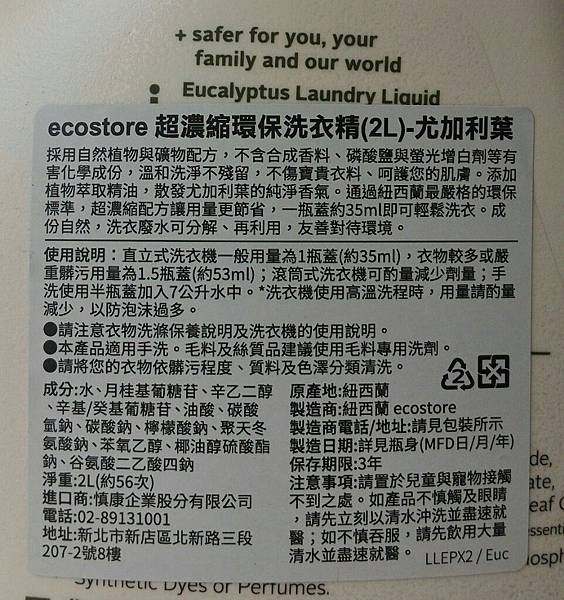 + safer for you, your
family and our world
Eucalyptus Laundry Liquid
ecostore 超濃縮環保洗衣精(2L)-尤加利葉
採用自然植物與礦物配方，不含合成香料、磷酸鹽與螢光增白劑等有
害化學成份，溫和洗淨不殘留，不傷寶貴衣料、呵護您的肌膚。添加
植物萃取精油，散發尤加利葉的純淨香氣。通過紐西蘭最嚴格的環保
標準，超濃縮配方讓用量更節省，一瓶蓋約35ml即可輕鬆洗衣。成
份自然，洗衣廢水可分解、再利用，友善對待環境。
使用說明：直立式洗衣機一般用量為1瓶蓋(約35ml)，衣物較多或嚴
重髒污用量為1.5瓶蓋(約53ml)；滾筒式洗衣機可酌量減少劑量；手
洗使用半瓶蓋加入7公升水中。*洗衣機使用高溫洗程時，用量請酌量
減少，以防泡沫過多。
●請注意衣物洗滌保養說明及洗衣機的使用說明。
●本產品適用手洗。毛料及絲質品建議使用毛料專用洗劑。
●請將您的衣物依髒污程度、質料及色澤分類清洗。
2
成分:水、月桂基葡糖苷、辛乙二醇
、辛基/癸基葡糖苷、油酸、碳酸
氫鈉、碳酸鈉、檸檬酸鈉、聚天冬
氨酸鈉、苯氧乙醇、椰油醇硫酸酯
鈉、谷氨酸二乙酸四鈉
淨重:2L(約56次)
進口商:慎康企業股份有限公司
電話:02-89131001
地址:新北市新店區北新路三段
207-2號8樓
原產地:紐西蘭
製造商:紐西蘭 ecostore
製造商電話/地址:請見包裝所示
製造日期:詳見瓶身(MFD日/月/年)
保存期限:3年
注意事項:請置於兒童與寵物接觸
不到之處。如產品不慎觸及眼睛
，請先立刻以清水沖洗並盡速就
醫；如不慎吞服，請先飲用大量
清水並盡速就醫。 LLEPX2 / Euc
Synthetic Dyes or Perfumes.